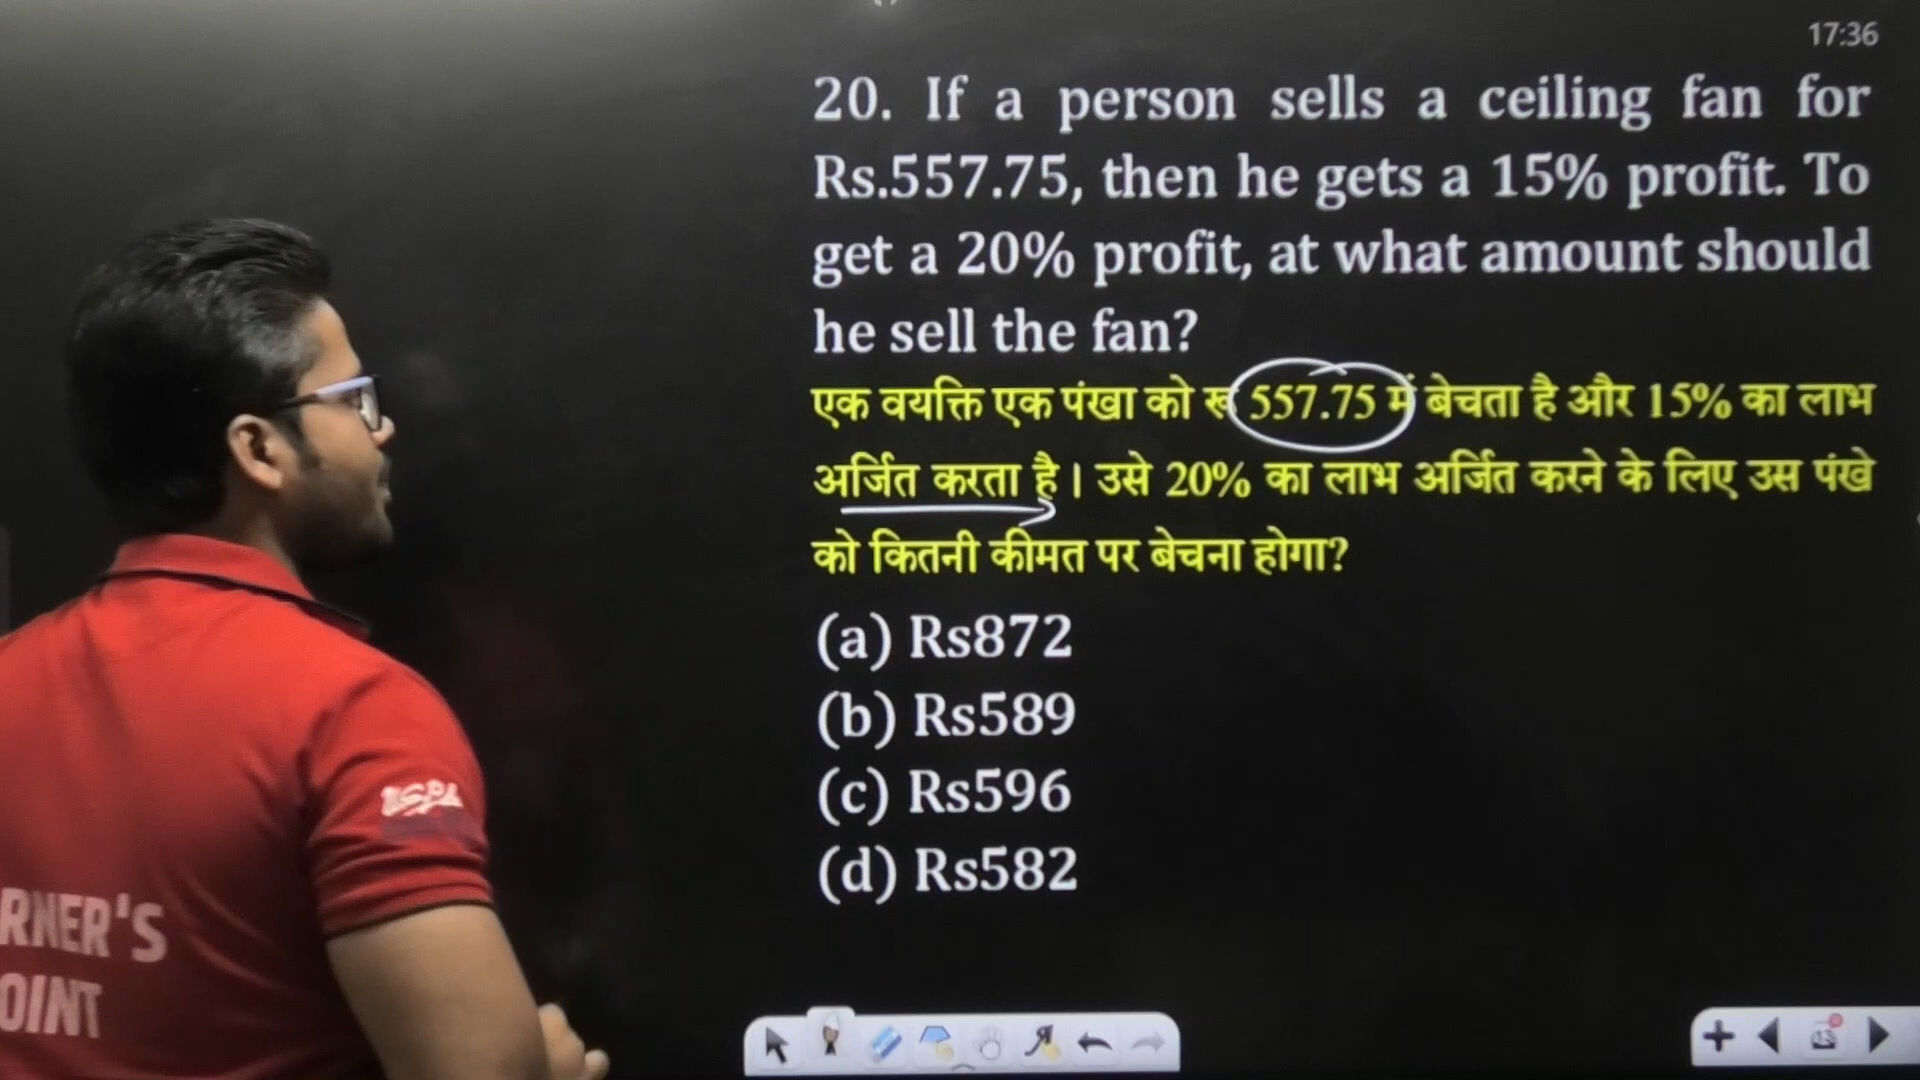 17:36
20. If a person sells a ceiling fan for
Rs.557.75, then he gets a 15% profit. To
get a 20% profit, at what amount should
he sell the fan?
एक वयक्ति एक पंखा को रू 557.75 में बेचता है और 15% का लाभ
अर्जित करता है। उसे 20% का लाभ अर्जित करने के लिए उस पंखे
को कितनी कीमत पर बेचना होगा?
(a) Rs872
(b) Rs589
(c) Rs596
(d) Rs582
RNER'S
OINT
13